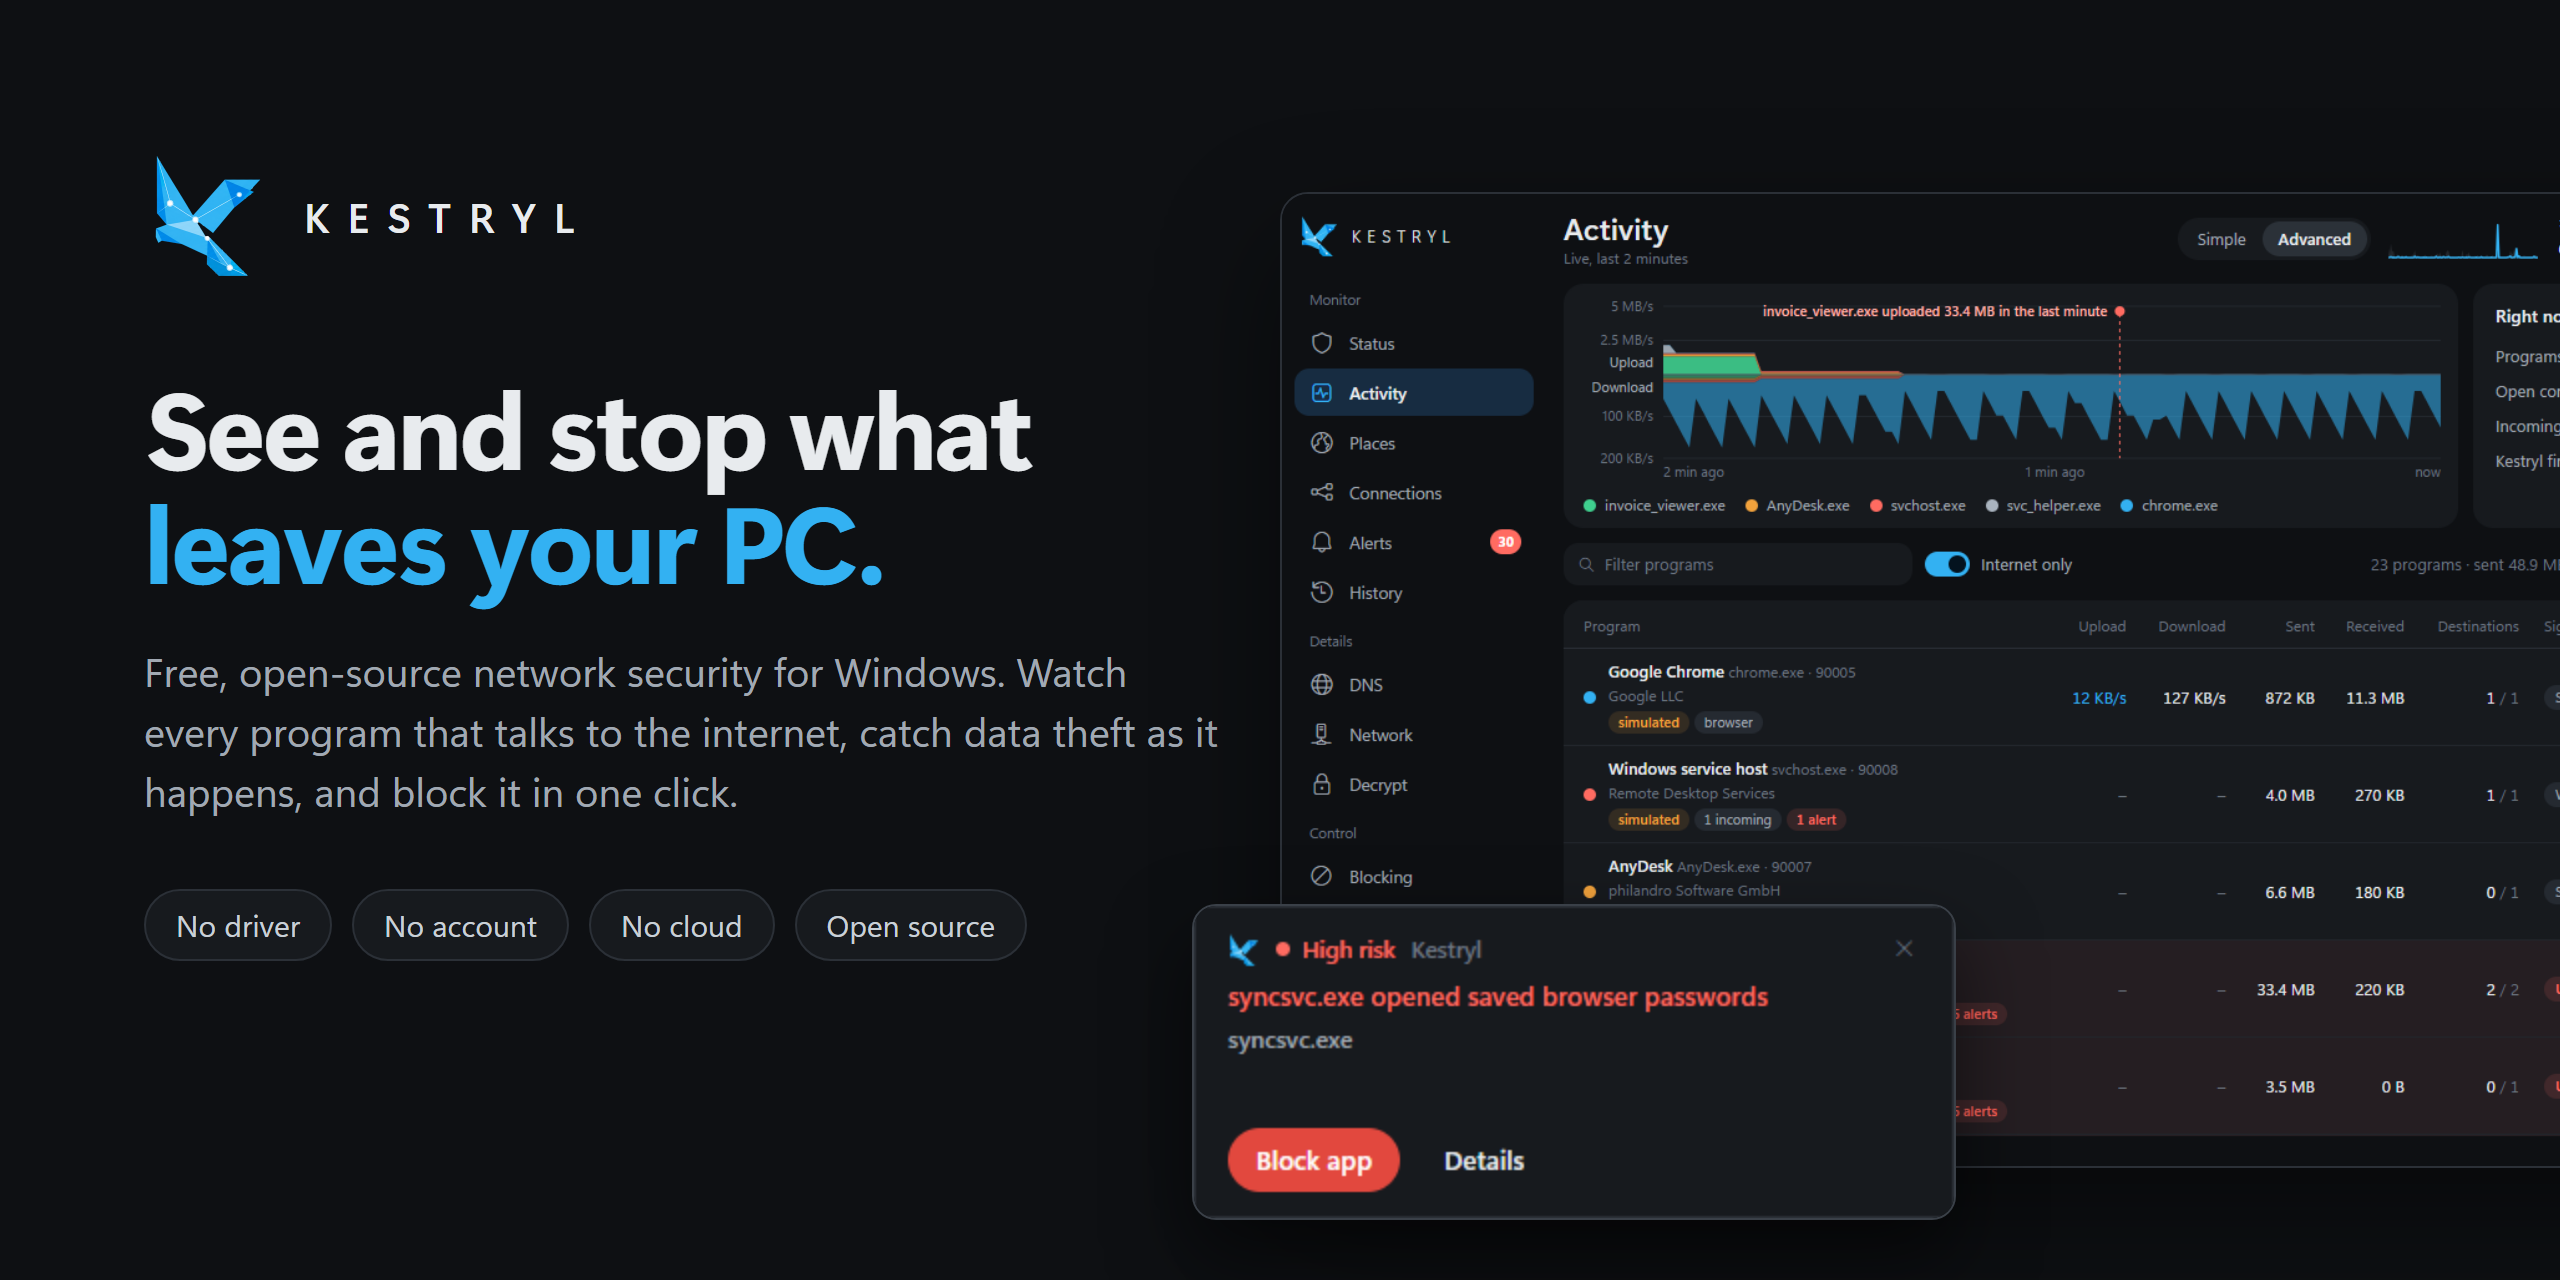 KESTRYL
See and stop what
leaves your PC.
Free, open-source network security for Windows. Watch
every program that talks to the internet, catch data theft as it
happens, and block it in one click.
No driver
No account
No cloud
Open source
KESTRYL
Monitor
Status
Activity
Places
Connections
Alerts 30
History
Details
DNS
Network
Decrypt
Control
Blocking
Activity
Live, last 2 minutes
Simple Advanced
5 MB/s
2.5 MB/s
Upload
Download
100 KB/s
200 KB/s
invoice_viewer.exe uploaded 33.4 MB in the last minute
2 min ago 1 min ago now
invoice_viewer.exe AnyDesk.exe svchost.exe svc_helper.exe chrome.exe
Right
Programs
Open
Incoming
Kestryl
Filter programs Internet only 23 programs · sent 48.9
Program Upload Download Sent Received Destinations
Google Chrome chrome.exe · 90005
Google LLC
simulated browser
12 KB/s 127 KB/s 872 KB 11.3 MB 1 / 1
Windows service host svchost.exe · 90008
Remote Desktop Services
simulated 1 incoming 1 alert
– – 4.0 MB 270 KB 1 / 1
AnyDesk AnyDesk.exe · 90007
philandro Software GmbH
– – 6.6 MB 180 KB 0 / 1
– – 33.4 MB 220 KB 2 / 2
alerts
– – 3.5 MB 0 B 0 / 1
alerts
High risk Kestryl
syncsvc.exe opened saved browser passwords
syncsvc.exe
Block app Details